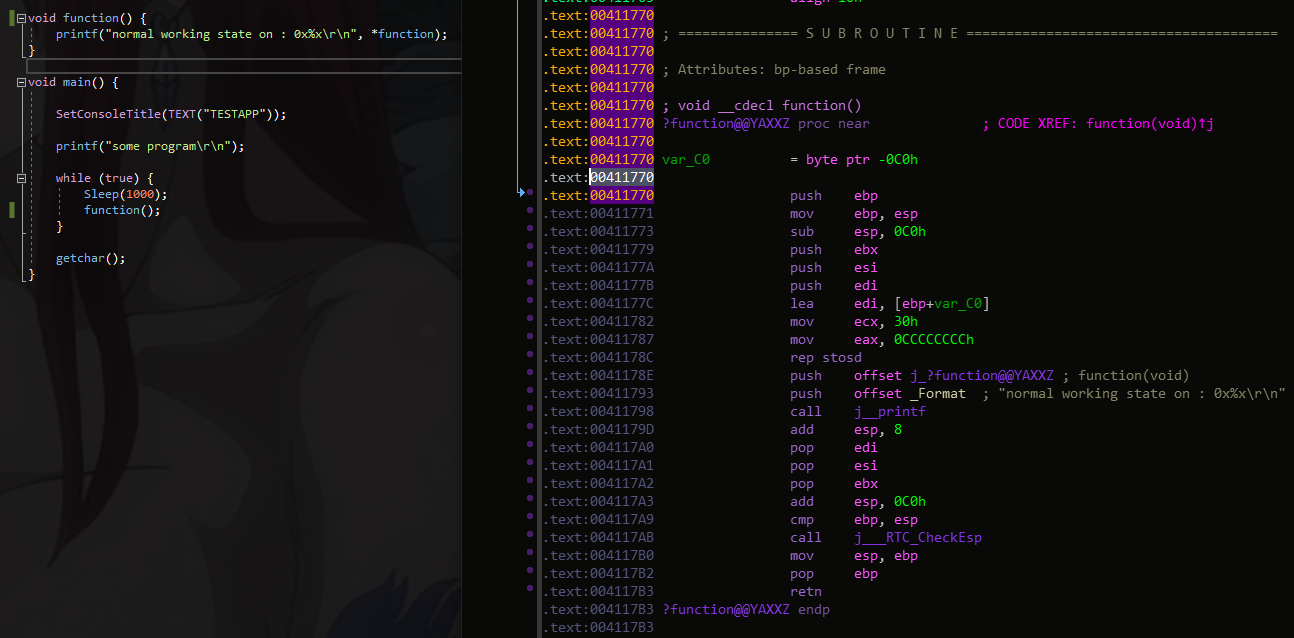 void function() {
printf("normal working state on : 0x%x\r\n", *function);
}
void main() {
SetConsoleTitle(TEXT("TESTAPP"));
printf("some program\r\n");
while (true) {
Sleep(1000);
function();
}
getchar();
}
.text:00411770
.text:00411770 ; =============== S U B R O U T I N E =======================================
.text:00411770
.text:00411770 ; Attributes: bp-based frame
.text:00411770
.text:00411770 ; void __cdecl function()
.text:00411770 ?function@@YAXXZ proc near ; CODE XREF: function(void)↑j
.text:00411770
.text:00411770 var_C0 = byte ptr -0C0h
.text:00411770
.text:00411770 push ebp
.text:00411771 mov ebp, esp
.text:00411773 sub esp, 0C0h
.text:00411779 push ebx
.text:0041177A push esi
.text:0041177B push edi
.text:0041177C lea edi, [ebp+var_C0]
.text:00411782 mov ecx, 30h
.text:00411787 mov eax, 0CCCCCCCCh
.text:0041178C rep stosd
.text:0041178E push offset j_?function@@YAXXZ ; function(void)
.text:00411793 push offset _Format ; "normal working state on : 0x%x\r\n"
.text:00411798 call j__printf
.text:0041179D add esp, 8
.text:004117A0 pop edi
.text:004117A1 pop esi
.text:004117A2 pop ebx
.text:004117A3 add esp, 0C0h
.text:004117A9 cmp ebp, esp
.text:004117AB call j___RTC_CheckEsp
.text:004117B0 mov esp, ebp
.text:004117B2 pop ebp
.text:004117B3 retn
.text:004117B3 ?function@@YAXXZ endp
.text:004117B3